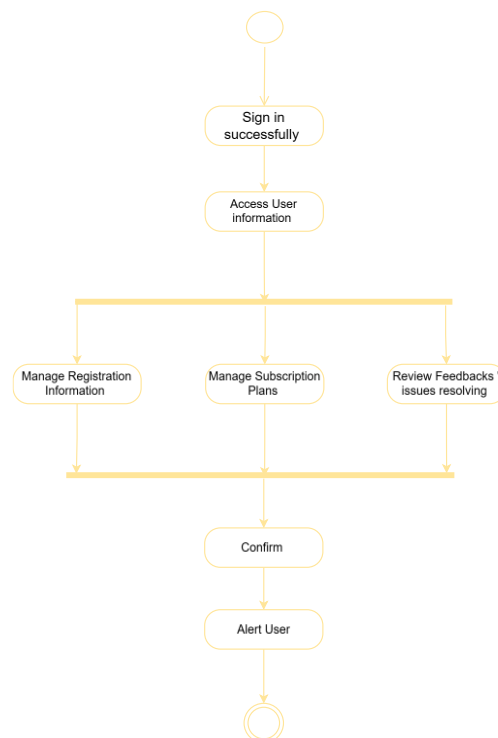 Sign in
successfully
Access User
information
Manage Registration
Information
Manage Subscription
Plans
Review Feedbacks
issues resolving
Confirm
Alert User